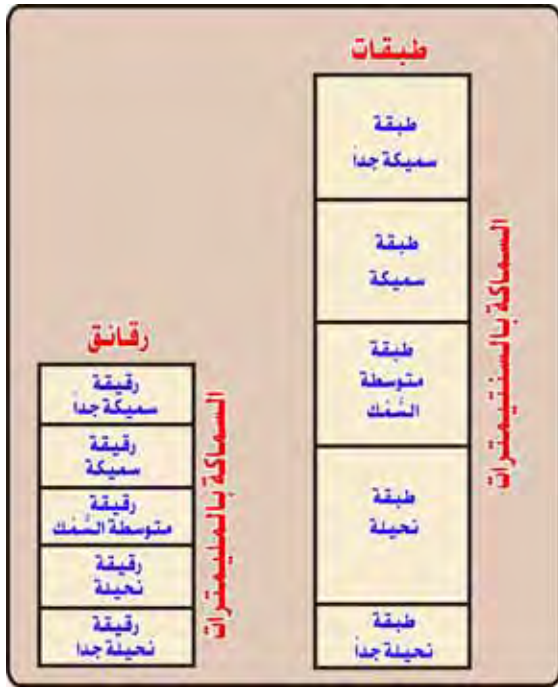 طبقات
طبقة
سميكة جداً
طبقة
سميكة
طبقة
متوسطة
السُّمك
طبقة
نحيلة
طبقة
نحيلة جداً
السماكة بالسنتيمترات
رقائق
رقيقة
سميكة جداً
رقيقة
سميكة
رقيقة
متوسطة السُّمك
رقيقة
نحيلة
رقيقة
نحيلة جداً
السماكة بالمليمترات